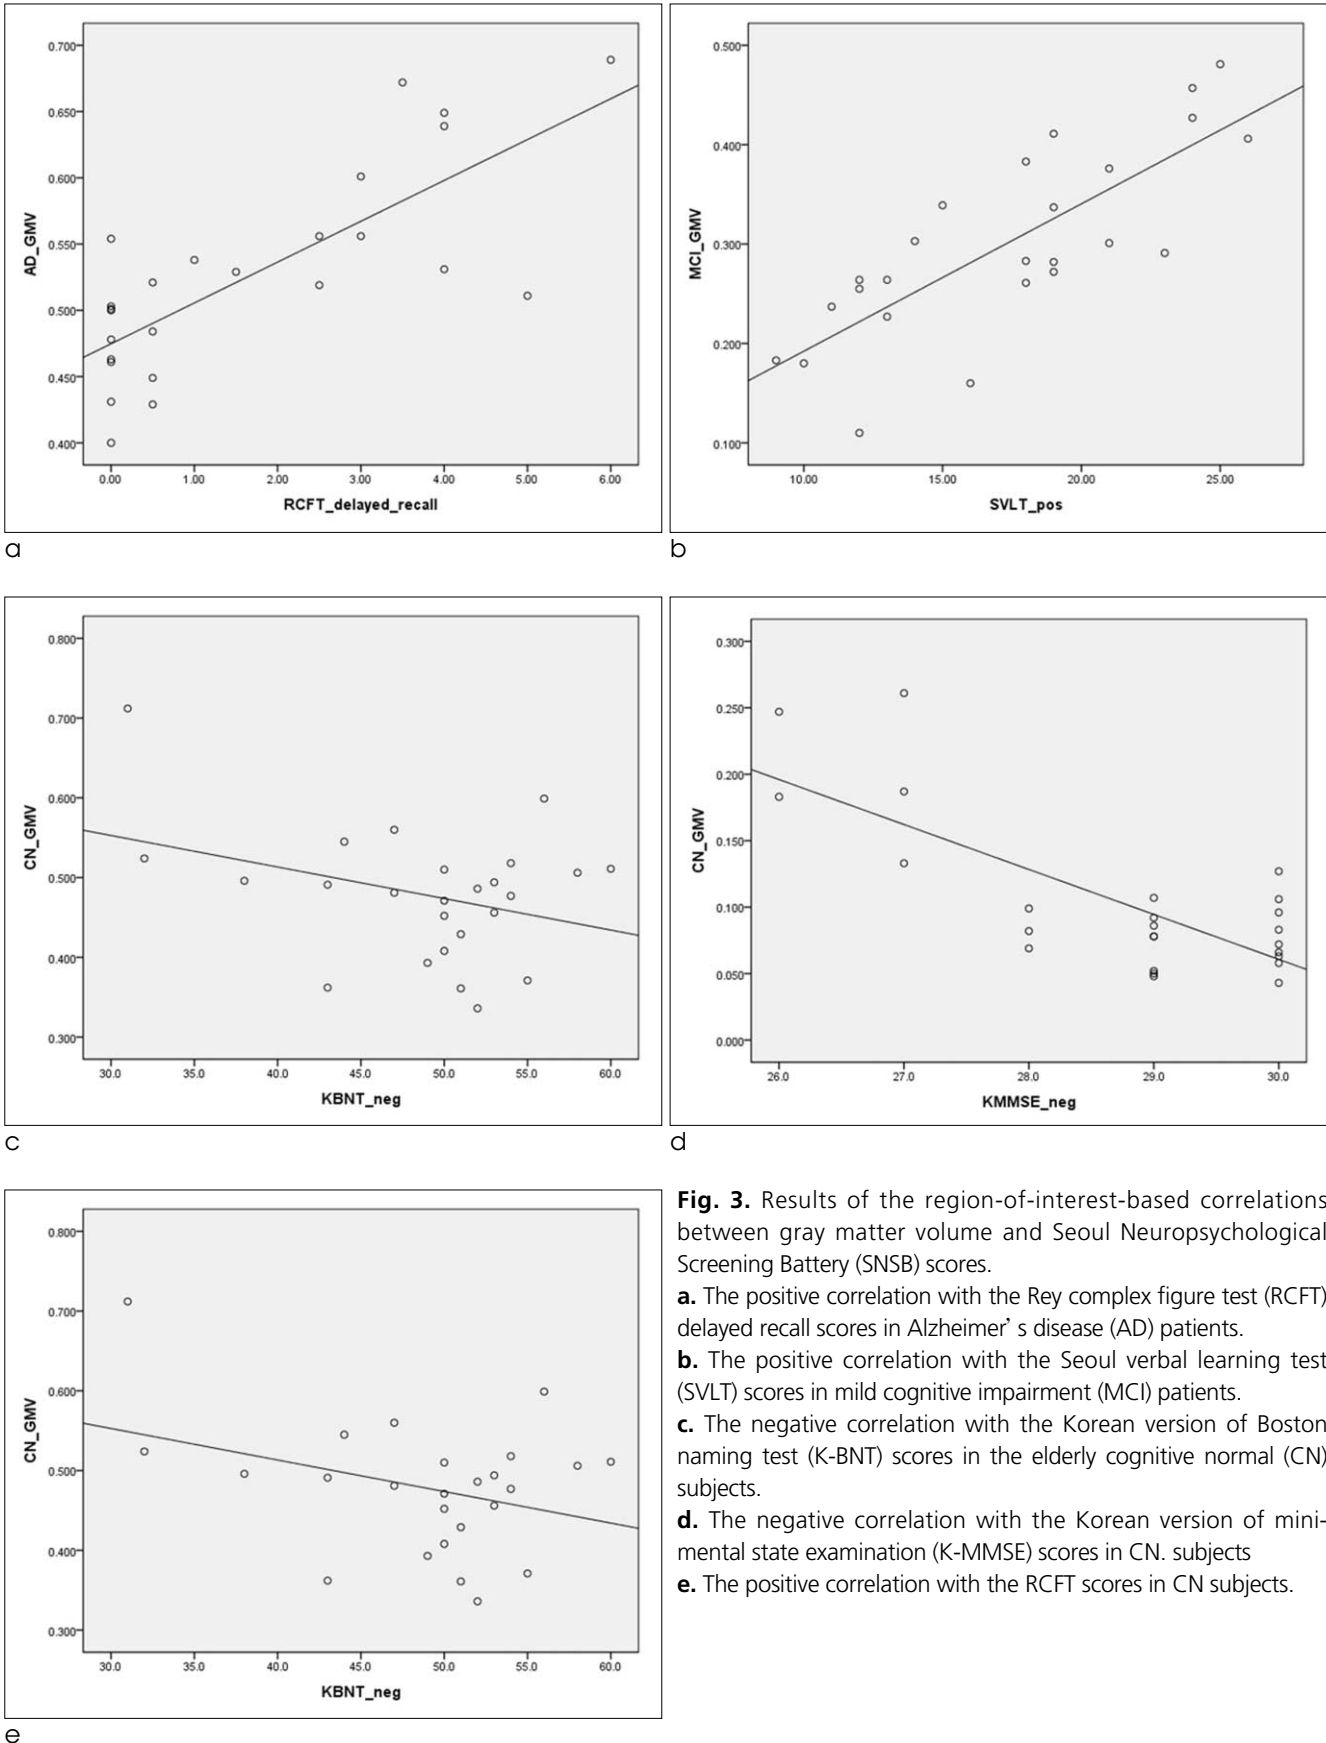 0.700
0.650
0.600
0.550
0.500
0.450
0.400
AD_GMV
0.00 1.00 2.00 3.00 4.00 5.00 6.00
RCFT_delayed_recall
a
0.500
0.400
0.300
0.200
0.100
MCI_GMV
10.00 15.00 20.00 25.00
SVLT_pos
b
0.800
0.700
0.600
0.500
0.400
0.300
CN_GMV
30.0 35.0 40.0 45.0 50.0 55.0 60.0
KBNT_neg
c
0.300
0.250
0.200
0.150
0.100
0.050
0.000
CN_GMV
26.0 27.0 28.0 29.0 30.0
KMMSE_neg
d
0.800
0.700
0.600
0.500
0.400
0.300
CN_GMV
30.0 35.0 40.0 45.0 50.0 55.0 60.0
KBNT_neg
e
Fig. 3. Results of the region-of-interest-based correlations
between gray matter volume and Seoul Neuropsychological
Screening Battery (SNSB) scores.
a. The positive correlation with the Rey complex figure test (RCFT)
delayed recall scores in Alzheimer’ s disease (AD) patients.
b. The positive correlation with the Seoul verbal learning test
(SVLT) scores in mild cognitive impairment (MCI) patients.
c. The negative correlation with the Korean version of Boston
naming test (K-BNT) scores in the elderly cognitive normal (CN)
subjects.
d. The negative correlation with the Korean version of mini-
mental state examination (K-MMSE) scores in CN. subjects
e. The positive correlation with the RCFT scores in CN subjects.